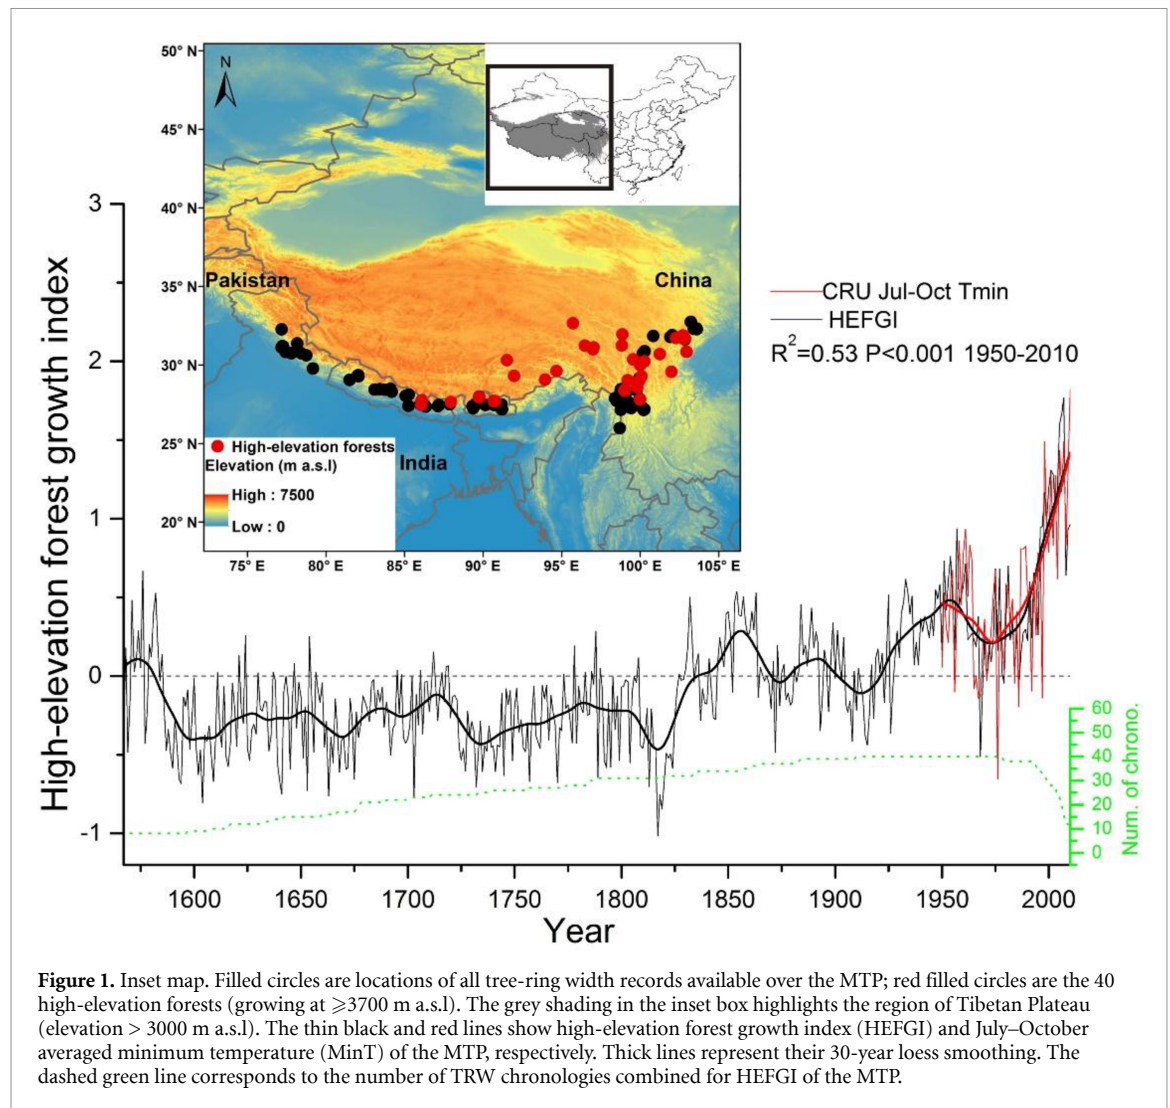 50° N
45° N
40° N
35° N
30° N
25° N
20° N
N
Pakistan
China
India
High-elevation forests
Elevation (m a.s.l)
High : 7500
Low : 0
75° E 80° E 85° E 90° E 95° E 100° E 105° E
CRU Jul-Oct Tmin
HEFGI
R²=0.53 P<0.001 1950-2010
High-elevation forest growth index
3
2
1
0
-1
60
50
40
30
20
10
0
Num. of chrono.
1600 1650 1700 1750 1800 1850 1900 1950 2000
Year
Figure 1. Inset map. Filled circles are locations of all tree-ring width records available over the MTP; red filled circles are the 40
high-elevation forests (growing at ⩾3700 m a.s.l). The grey shading in the inset box highlights the region of Tibetan Plateau
(elevation > 3000 m a.s.l). The thin black and red lines show high-elevation forest growth index (HEFGI) and July–October
averaged minimum temperature (MinT) of the MTP, respectively. Thick lines represent their 30-year loess smoothing. The
dashed green line corresponds to the number of TRW chronologies combined for HEFGI of the MTP.